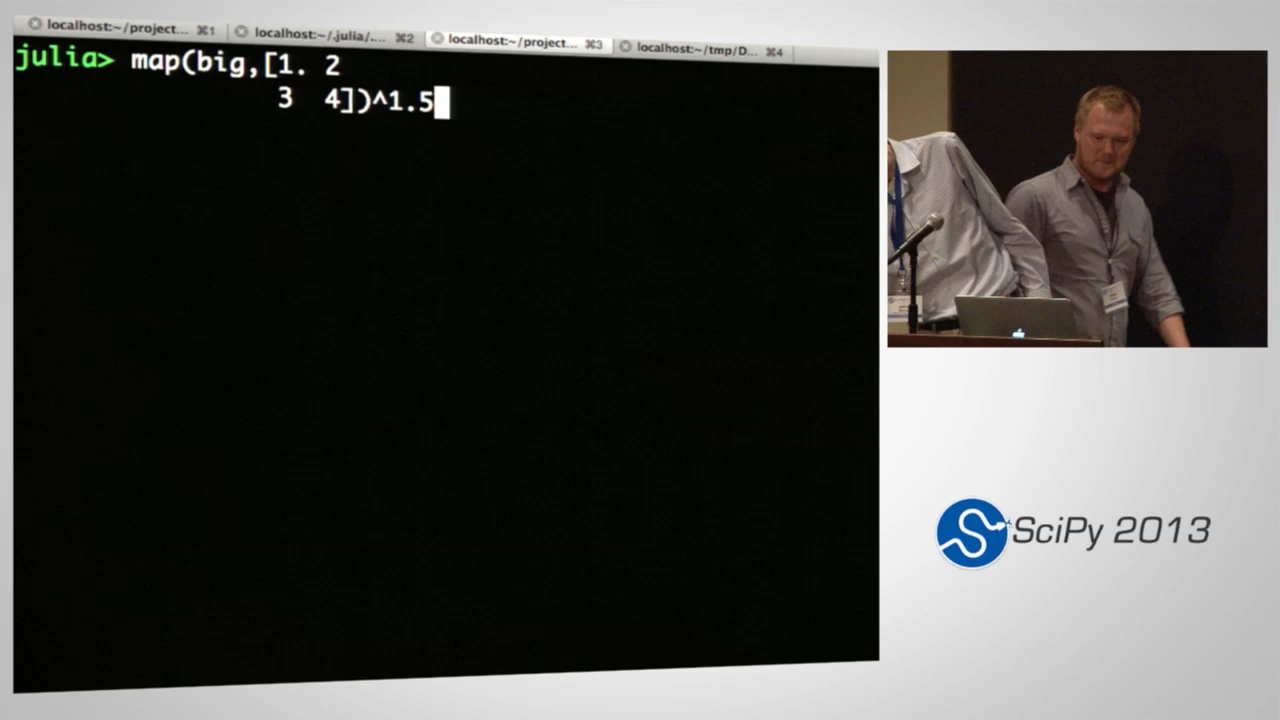 localhost:~/project... ⌘1
localhost:~/.julia/.... ⌘2
localhost:~/project... ⌘3
localhost:~/tmp/D... ⌘4
julia> map(big,[1. 2
3 4])^1.5
SciPy 2013